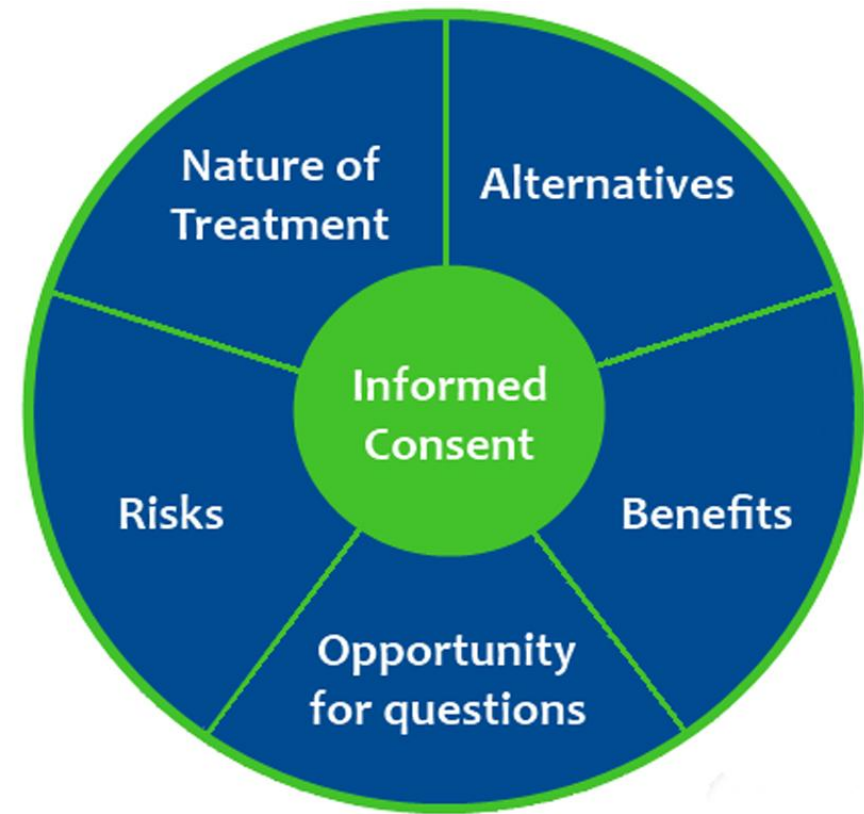 Nature of
Treatment
Alternatives
Informed
Consent
Risks
Benefits
Opportunity
for questions